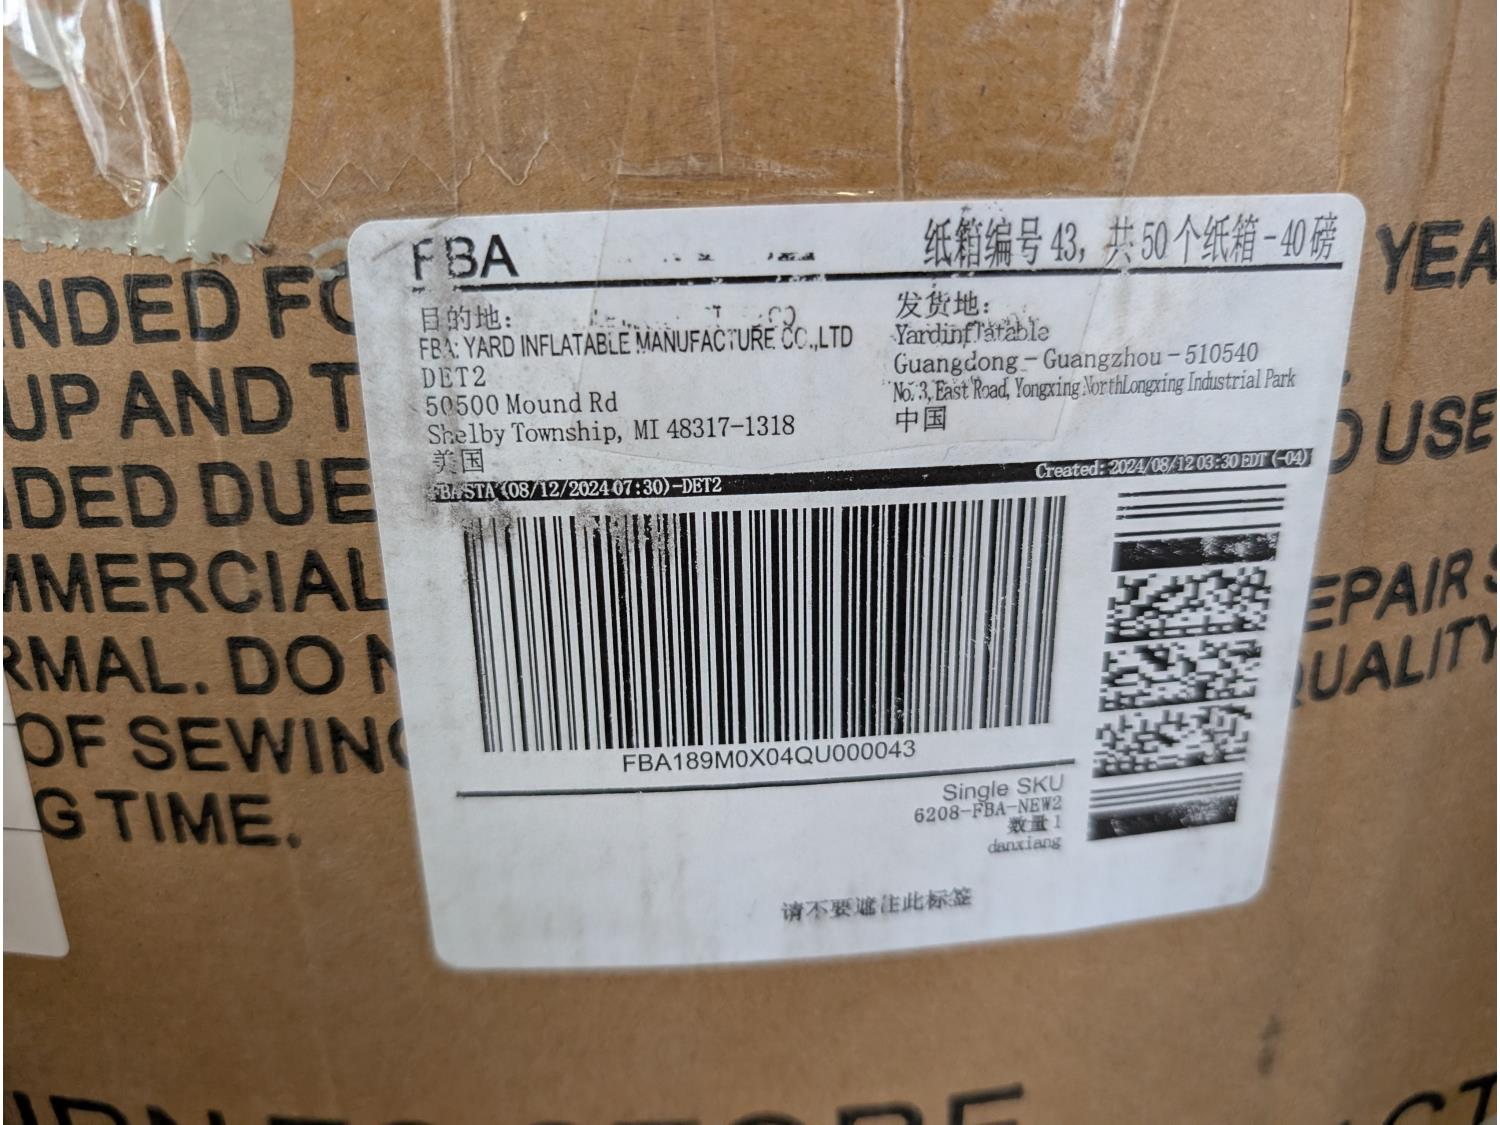 FBA
纸箱编号 43, 共 50 个纸箱 - 40 磅
目的地:
FBA: YARD INFLATABLE MANUFACTURE CO.,LTD
DET2
50500 Mound Rd
Shelby Township, MI 48317-1318
美国
发货地:
Yardinflatable
Guangdong - Guangzhou - 510540
No. 3, East Road, Yongxing NorthLongxing Industrial Park
中国
FBA STA (08/12/2024 07:30)-DET2
Created: 2024/08/12 03:30 EDT (-04)
FBA189M0X04QU000043
Single SKU
6208-FBA-NEW2
数量 1
danxiang
请不要遮住此标签
NDED FO
YEA
UP AND T
O USE
DED DUE
MMERCIAL
EPAIR S
RMAL. DO N
QUALITY
OF SEWING
G TIME.